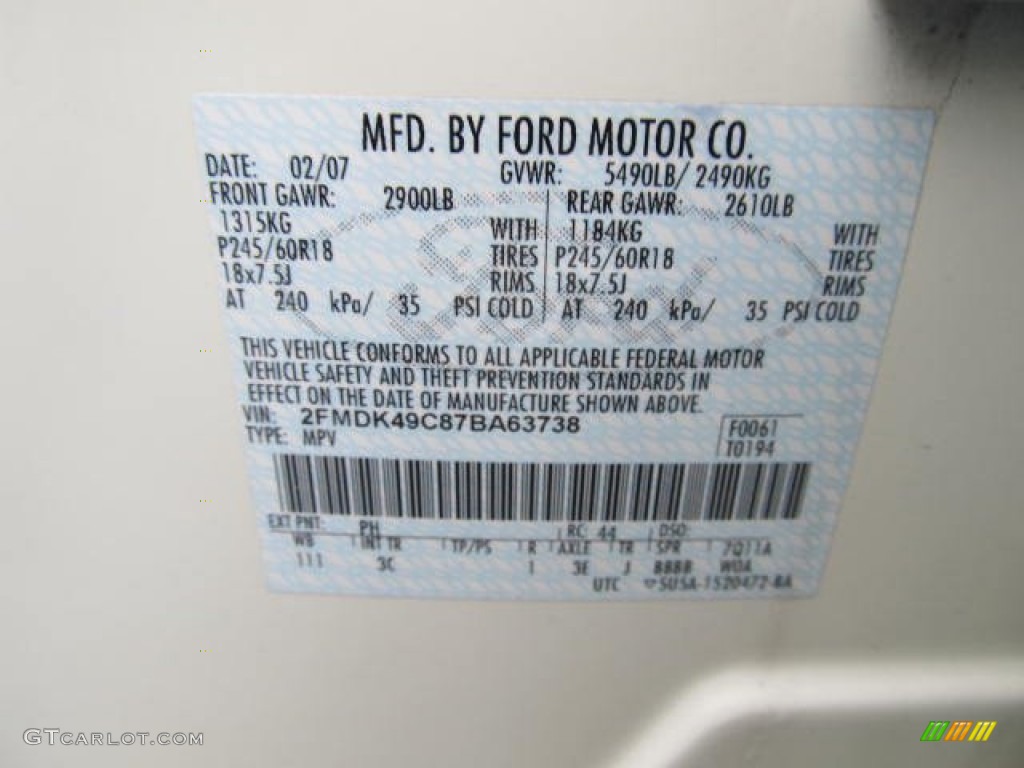 MFD. BY FORD MOTOR CO.
DATE: 02/07 GVWR: 5490LB/ 2490KG
FRONT GAWR: 2900LB REAR GAWR: 2610LB
1315KG WITH 1184KG WITH
P245/60R18 TIRES P245/60R18 TIRES
18x7.5J RIMS 18x7.5J RIMS
AT 240 kPa/ 35 PSI COLD AT 240 kPa/ 35 PSI COLD
THIS VEHICLE CONFORMS TO ALL APPLICABLE FEDERAL MOTOR
VEHICLE SAFETY AND THEFT PREVENTION STANDARDS IN
EFFECT ON THE DATE OF MANUFACTURE SHOWN ABOVE.
VIN: 2FMDK49C87BA63738 F0061
TYPE: MPV T0194
EXT PNT: PH RC: 44 DSO:
WB INT TR TP/PS R AXLE TR SPR 7Q11A
111 3C I 3E J BBBB WOA
UTC 5U5A-1520472-BA
GTCARLOT.COM